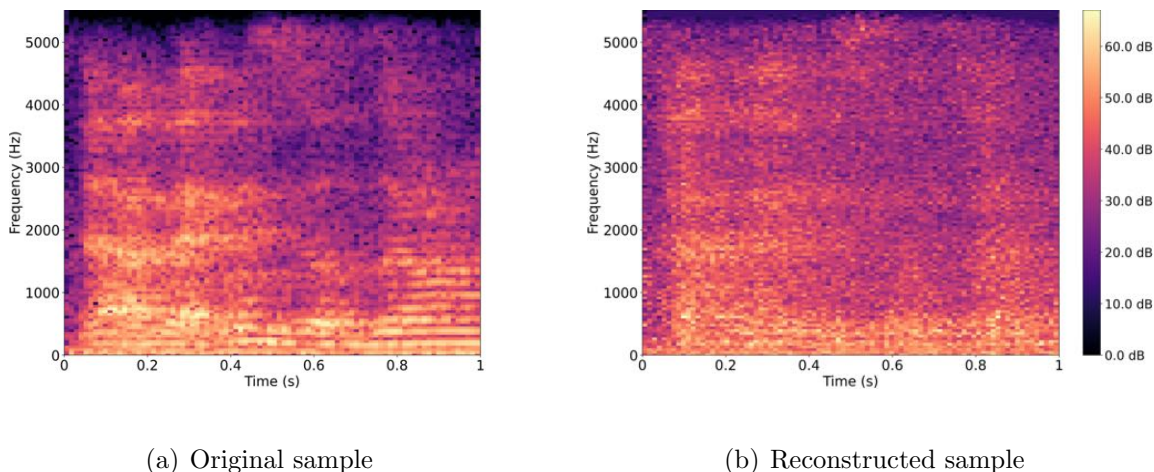 5000
4000
3000
2000
1000
0
Frequency (Hz)
0 0.2 0.4 0.6 0.8 1
Time (s)
5000
4000
3000
2000
1000
0
Frequency (Hz)
0 0.2 0.4 0.6 0.8 1
Time (s)
60.0 dB
50.0 dB
40.0 dB
30.0 dB
20.0 dB
10.0 dB
0.0 dB
(a) Original sample
(b) Reconstructed sample